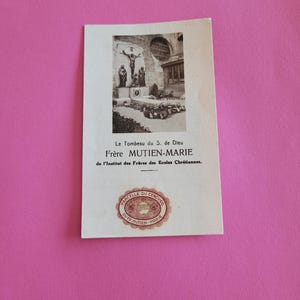 Le Tombeau du S. de Dieu
Frère MUTIEN-MARIE
de l'Institut des Frères des Ecoles Chrétiennes.